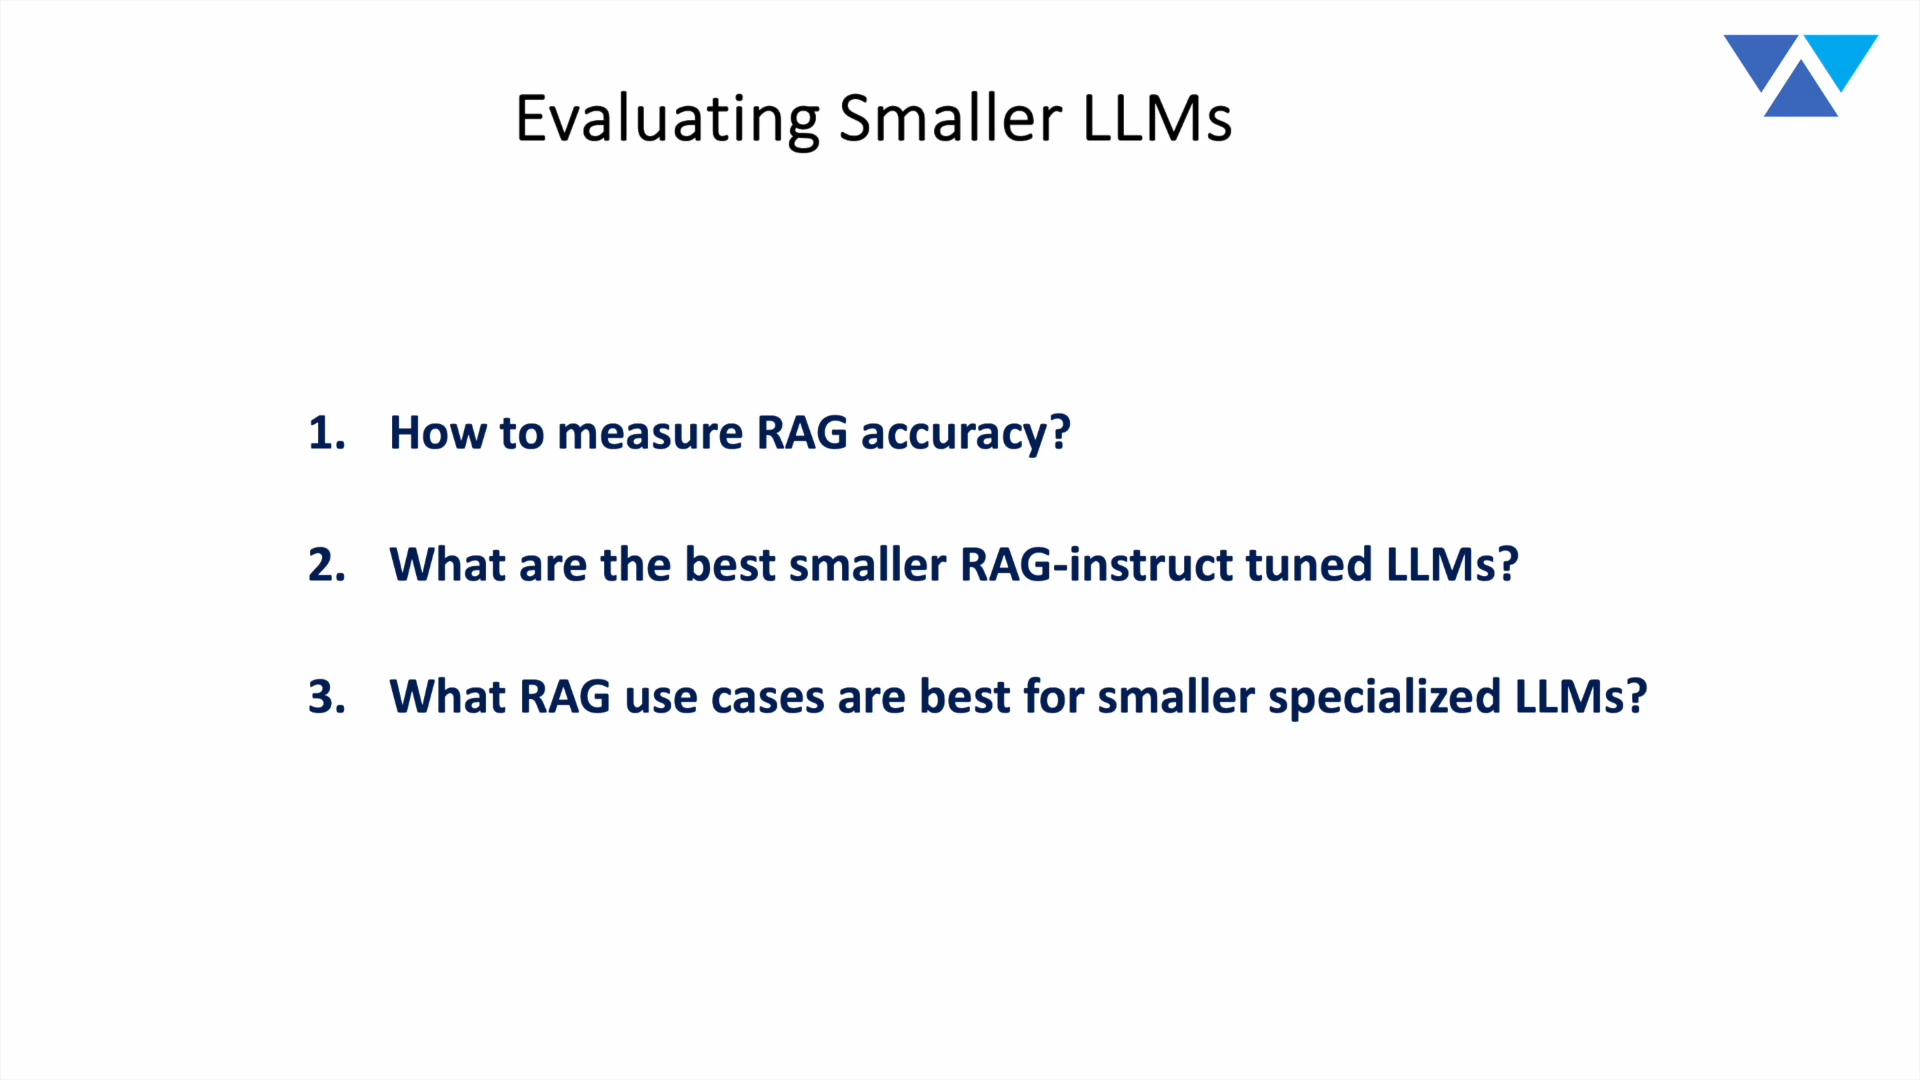 Evaluating Smaller LLMs
1. How to measure RAG accuracy?
2. What are the best smaller RAG-instruct tuned LLMs?
3. What RAG use cases are best for smaller specialized LLMs?